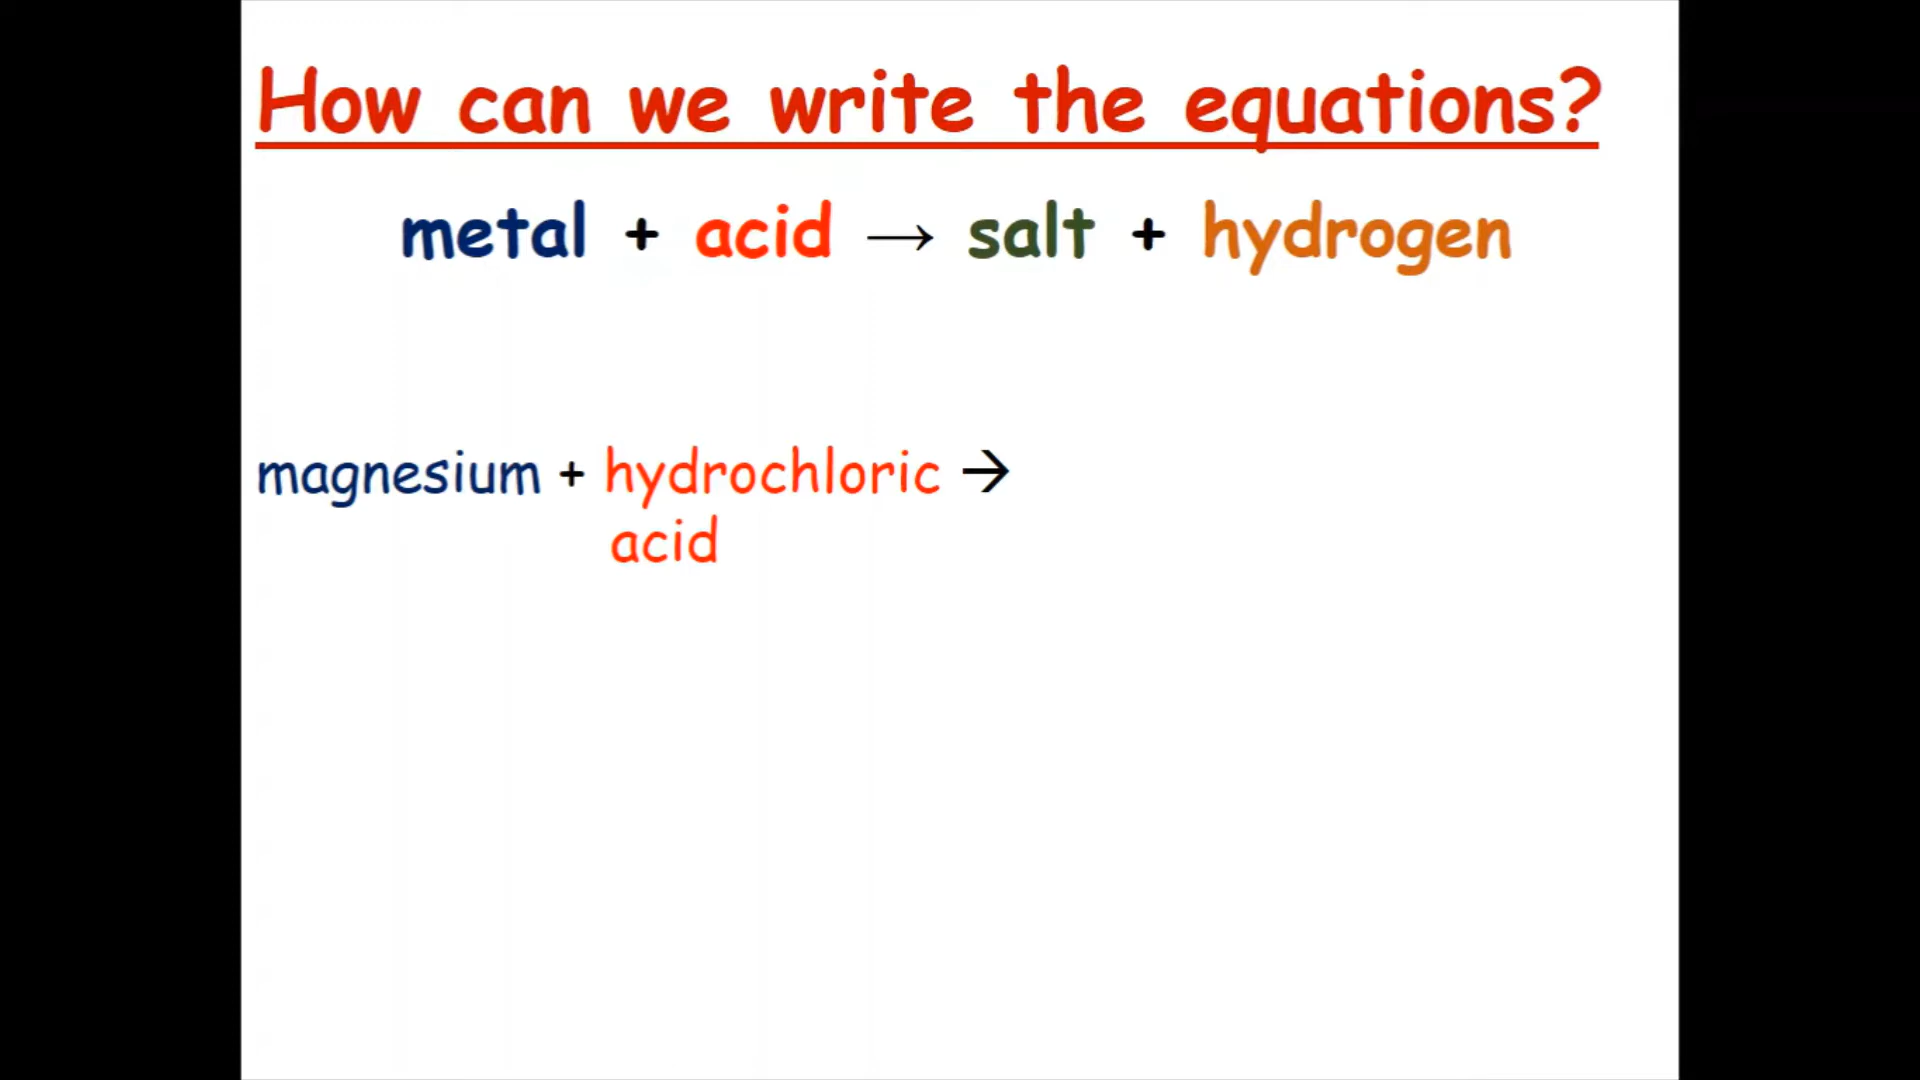 How can we write the equations?
metal + acid → salt + hydrogen
magnesium + hydrochloric →
acid